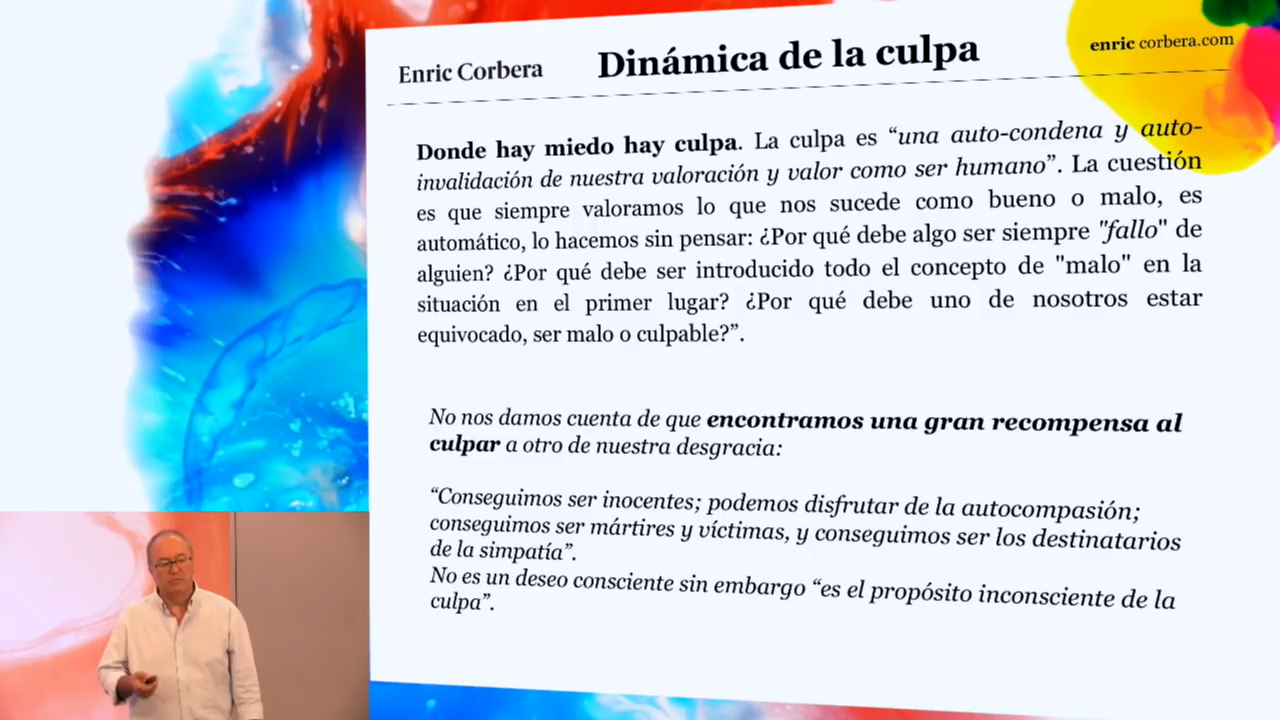 Enric Corbera
Dinámica de la culpa
enric corbera.com
Donde hay miedo hay culpa. La culpa es “una auto-condena y auto-
invalidación de nuestra valoración y valor como ser humano”. La cuestión
es que siempre valoramos lo que nos sucede como bueno o malo, es
automático, lo hacemos sin pensar: ¿Por qué debe algo ser siempre "fallo" de
alguien? ¿Por qué debe ser introducido todo el concepto de "malo" en la
situación en el primer lugar? ¿Por qué debe uno de nosotros estar
equivocado, ser malo o culpable?”.
No nos damos cuenta de que encontramos una gran recompensa al
culpar a otro de nuestra desgracia:
“Conseguimos ser inocentes; podemos disfrutar de la autocompasión;
conseguimos ser mártires y víctimas, y conseguimos ser los destinatarios
de la simpatía”.
No es un deseo consciente sin embargo “es el propósito inconsciente de la
culpa”.